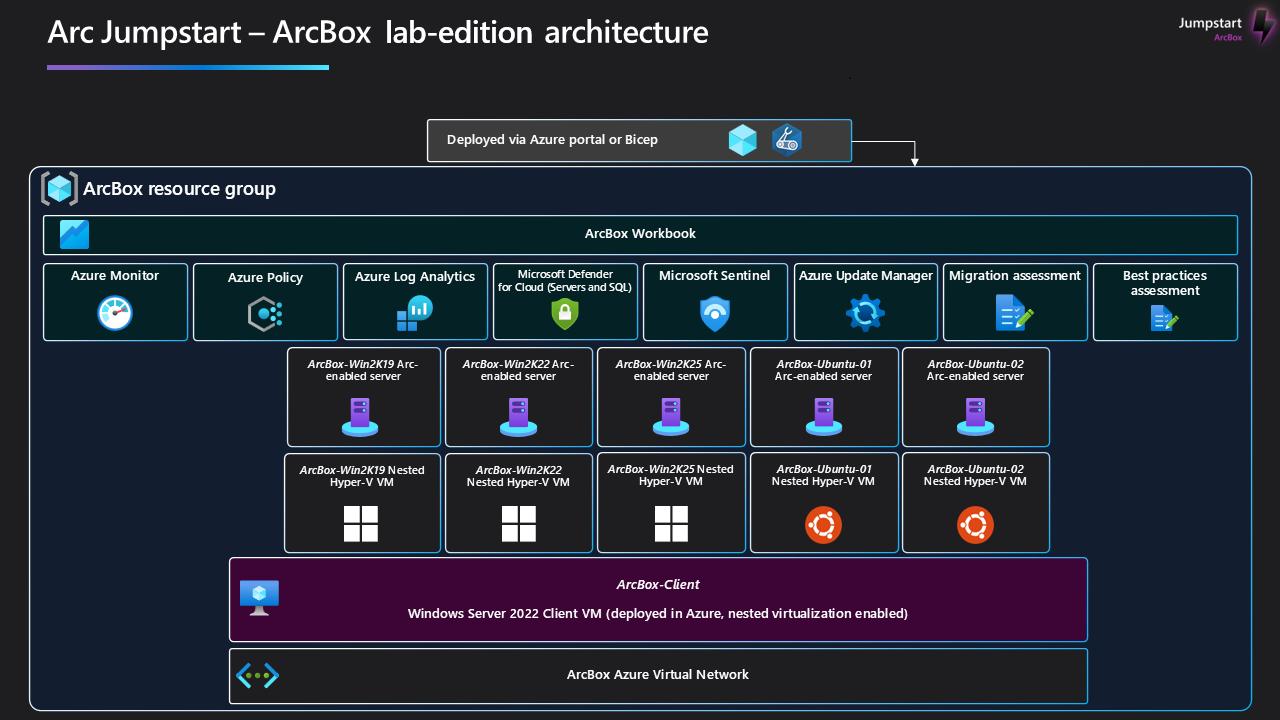 Arc Jumpstart – ArcBox lab-edition architecture
Jumpstart
ArcBox
Deployed via Azure portal or Bicep
ArcBox resource group
ArcBox Workbook
Azure Monitor
Azure Policy
Azure Log Analytics
Microsoft Defender
for Cloud (Servers and SQL)
Microsoft Sentinel
Azure Update Manager
Migration assessment
Best practices
assessment
ArcBox-Win2K19 Arc-
enabled server
ArcBox-Win2K22 Arc-
enabled server
ArcBox-Win2K25 Arc-
enabled server
ArcBox-Ubuntu-01
Arc-enabled server
ArcBox-Ubuntu-02
Arc-enabled server
ArcBox-Win2K19 Nested
Hyper-V VM
ArcBox-Win2K22
Nested Hyper-V VM
ArcBox-Win2K25 Nested
Hyper-V VM
ArcBox-Ubuntu-01
Nested Hyper-V VM
ArcBox-Ubuntu-02
Nested Hyper-V VM
ArcBox-Client
Windows Server 2022 Client VM (deployed in Azure, nested virtualization enabled)
ArcBox Azure Virtual Network